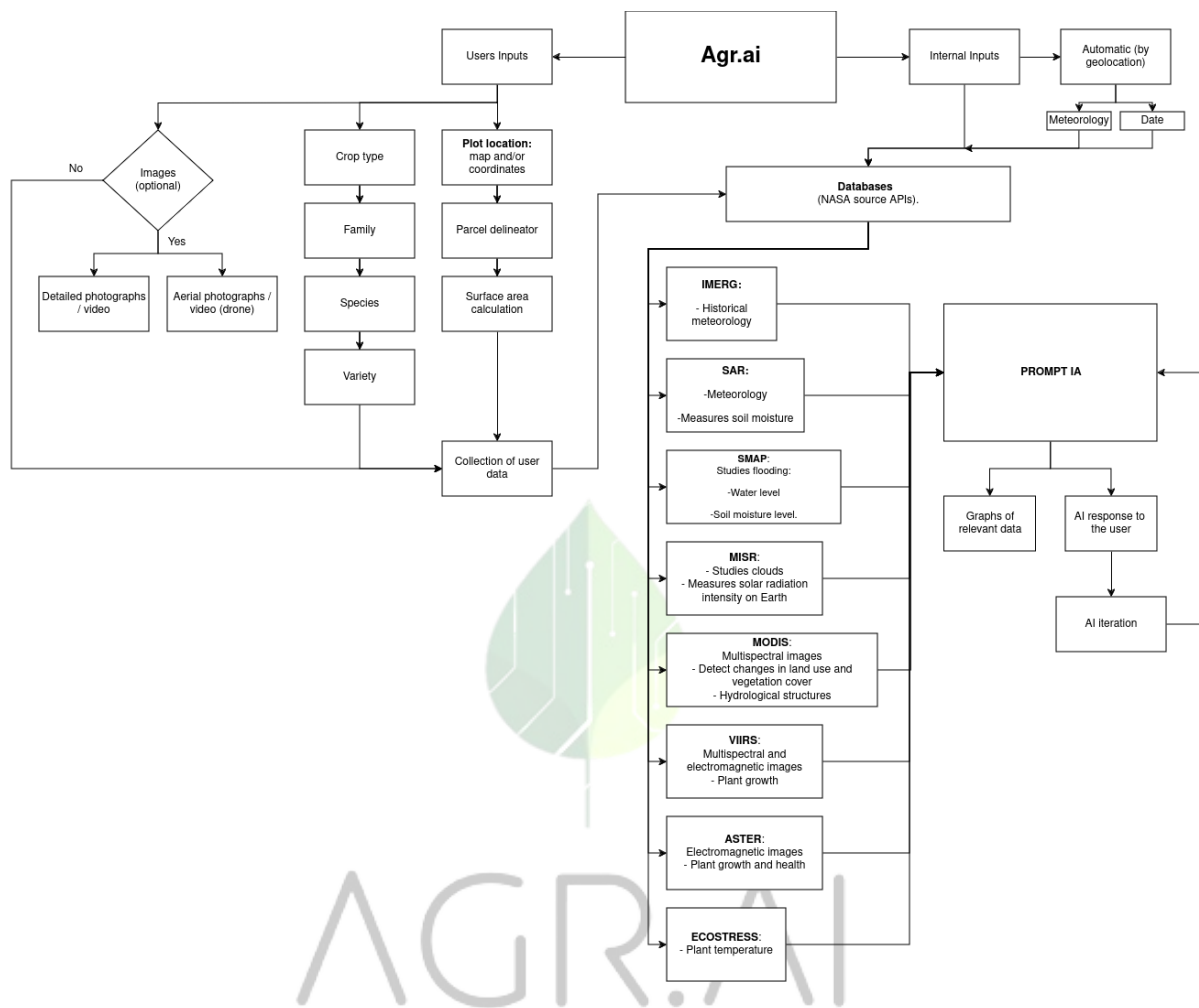 Agr.ai
Users Inputs
Internal Inputs
Automatic (by
geolocation)
Meteorology
Date
No
Images
(optional)
Yes
Detailed photographs
/ video
Aerial photographs /
video (drone)
Crop type
Family
Species
Variety
Plot location:
map and/or
coordinates
Parcel delineator
Surface area
calculation
Collection of user
data
Databases
(NASA source APIs).
IMERG:
- Historical
meteorology
SAR:
-Meteorology
-Measures soil moisture
SMAP:
Studies flooding:
-Water level
-Soil moisture level.
MISR:
- Studies clouds
- Measures solar radiation
intensity on Earth
MODIS:
Multispectral images
- Detect changes in land use and
vegetation cover
- Hydrological structures
VIIRS:
Multispectral and
electromagnetic images
- Plant growth
ASTER:
Electromagnetic images
- Plant growth and health
ECOSTRESS:
- Plant temperature
PROMPT IA
Graphs of
relevant data
AI response to
the user
AI iteration
AGR.AI